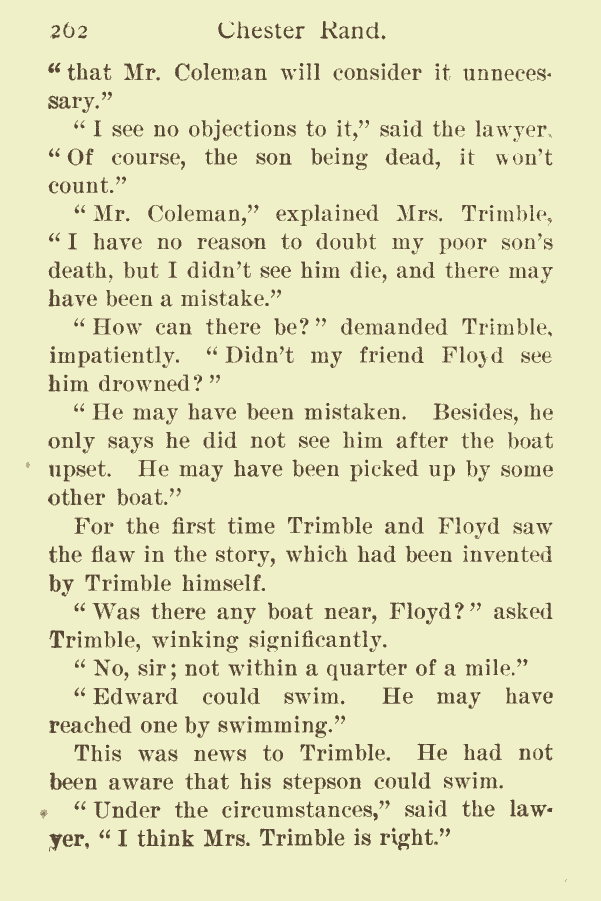 262 Chester Rand.
“ that Mr. Coleman will consider it unneces-
sary.”
“ I see no objections to it,” said the lawyer.
“ Of course, the son being dead, it won’t
count.”
“ Mr. Coleman,” explained Mrs. Trimble,
“ I have no reason to doubt my poor son’s
death, but I didn’t see him die, and there may
have been a mistake.”
“ How can there be? ” demanded Trimble,
impatiently. “ Didn’t my friend Floyd see
him drowned? ”
“ He may have been mistaken. Besides, he
only says he did not see him after the boat
upset. He may have been picked up by some
other boat.”
For the first time Trimble and Floyd saw
the flaw in the story, which had been invented
by Trimble himself.
“ Was there any boat near, Floyd? ” asked
Trimble, winking significantly.
“ No, sir; not within a quarter of a mile.”
“ Edward could swim. He may have
reached one by swimming.”
This was news to Trimble. He had not
been aware that his stepson could swim.
“ Under the circumstances,” said the law-
yer, “ I think Mrs. Trimble is right.”